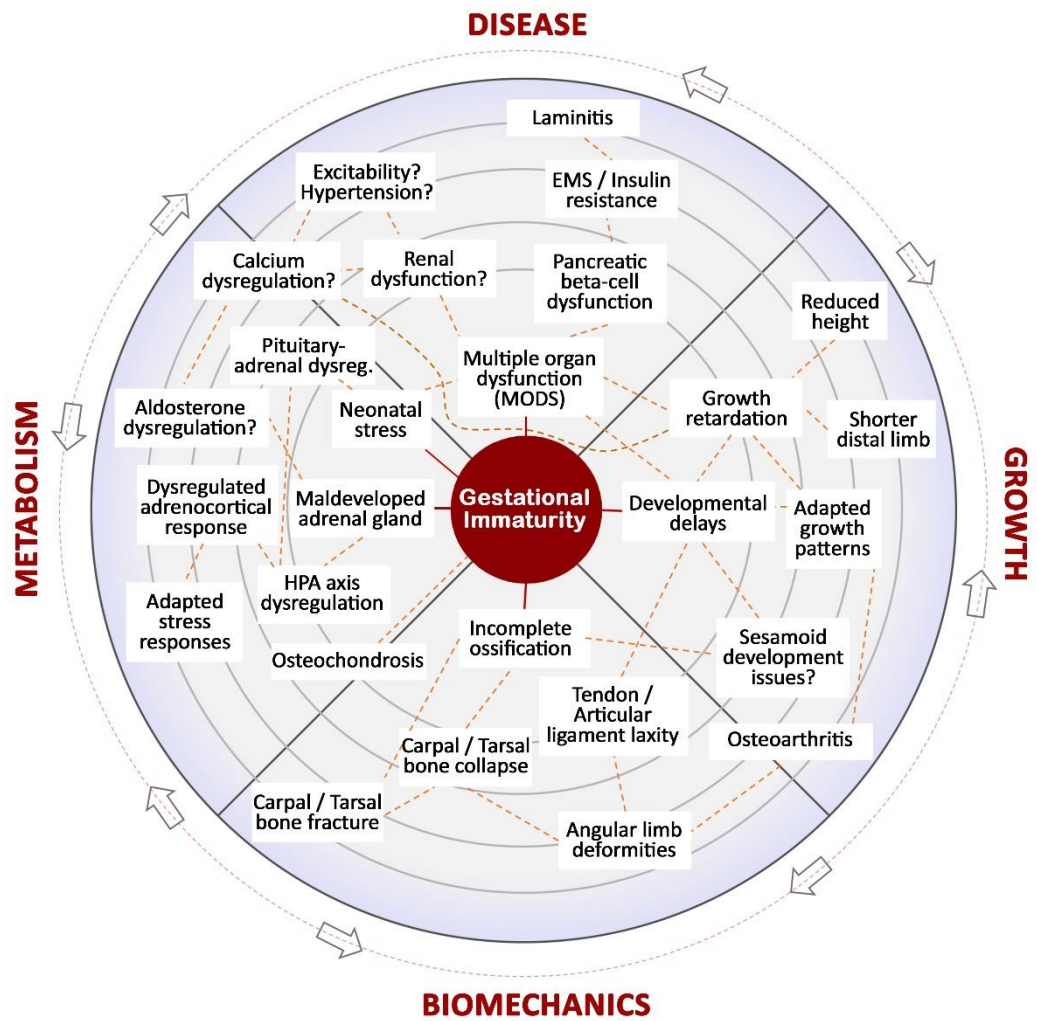 DISEASE
Laminitis
Excitability?
Hypertension?
EMS / Insulin
resistance
Calcium
dysregulation?
Renal
dysfunction?
Pancreatic
beta-cell
dysfunction
Reduced
height
Pituitary-
adrenal dysreg.
Multiple organ
dysfunction
(MODS)
Growth
retardation
Aldosterone
dysregulation?
Neonatal
stress
Shorter
distal limb
METABOLISM
GROWTH
Dysregulated
adrenocortical
response
Maldeveloped
adrenal gland
Gestational
Immaturity
Developmental
delays
Adapted
growth
patterns
HPA axis
dysregulation
Adapted
stress
responses
Incomplete
ossification
Sesamoid
development
issues?
Osteochondrosis
Tendon /
Articular
ligament laxity
Osteoarthritis
Carpal / Tarsal
bone collapse
Carpal / Tarsal
bone fracture
Angular limb
deformities
BIOMECHANICS